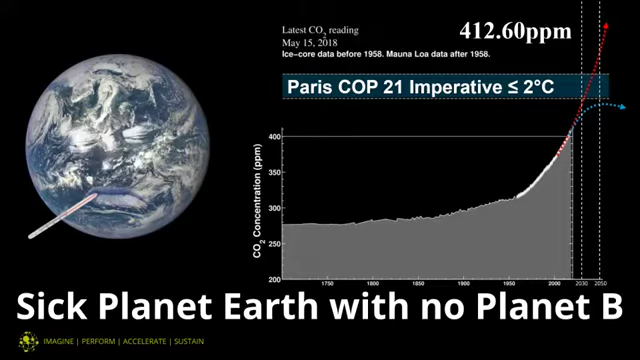 Latest CO2 reading
May 15, 2018
412.60ppm
Ice-core data before 1958. Mauna Loa data after 1958.
Paris COP 21 Imperative ≤ 2°C
CO2 Concentration (ppm)
400
350
300
250
200
1750
1800
1850
1900
1950
2000
2030
2050
Sick Planet Earth with no Planet B
IMAGINE | PERFORM | ACCELERATE | SUSTAIN